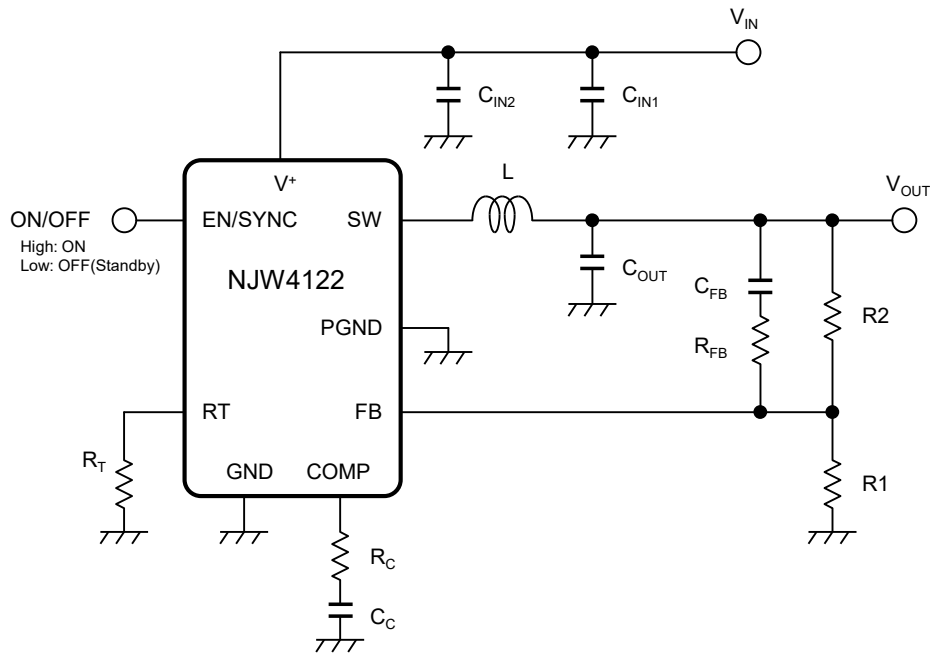 V_IN
C_IN2
C_IN1
V+
L
V_OUT
ON/OFF
EN/SYNC
SW
High: ON
Low: OFF(Standby)
C_OUT
C_FB
NJW4122
R2
PGND
R_FB
RT
FB
R_T
GND
COMP
R1
R_C
C_C